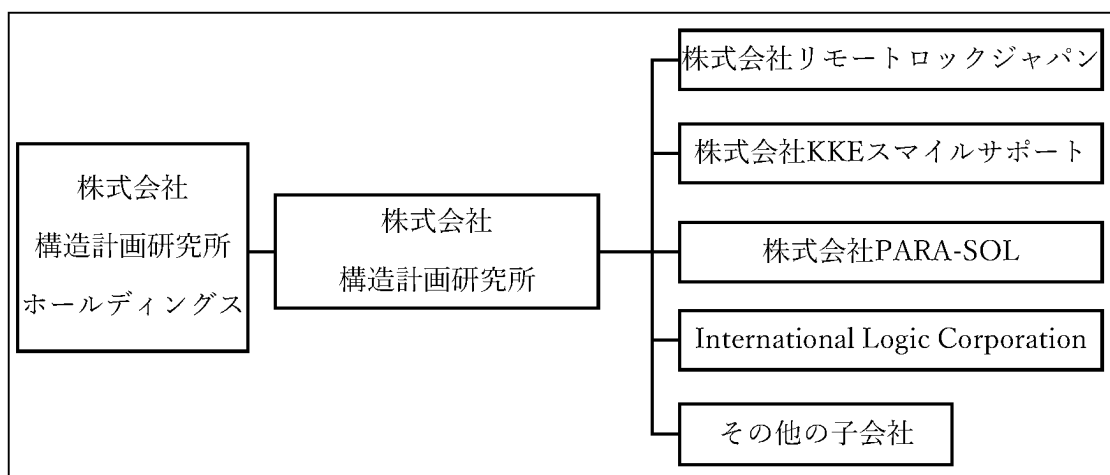 株式会社
構造計画研究所
ホールディングス
株式会社
構造計画研究所
株式会社リモートロックジャパン
株式会社KKEスマイルサポート
株式会社PARA-SOL
International Logic Corporation
その他の子会社